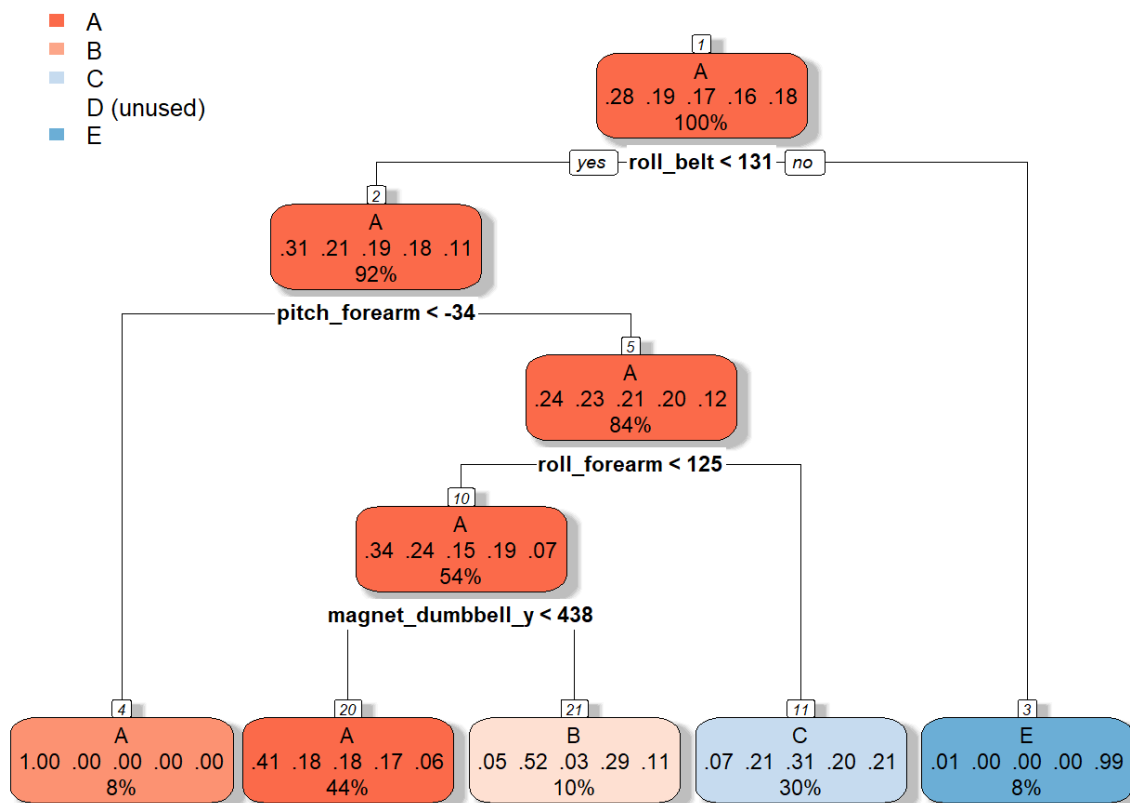 A
B
C
D (unused)
E
1
A
.28 .19 .17 .16 .18
100%
yes roll_belt < 131 no
2
A
.31 .21 .19 .18 .11
92%
pitch_forearm < -34
5
A
.24 .23 .21 .20 .12
84%
roll_forearm < 125
10
A
.34 .24 .15 .19 .07
54%
magnet_dumbbell_y < 438
4
A
1.00 .00 .00 .00 .00
8%
20
A
.41 .18 .18 .17 .06
44%
21
B
.05 .52 .03 .29 .11
10%
11
C
.07 .21 .31 .20 .21
30%
3
E
.01 .00 .00 .00 .99
8%